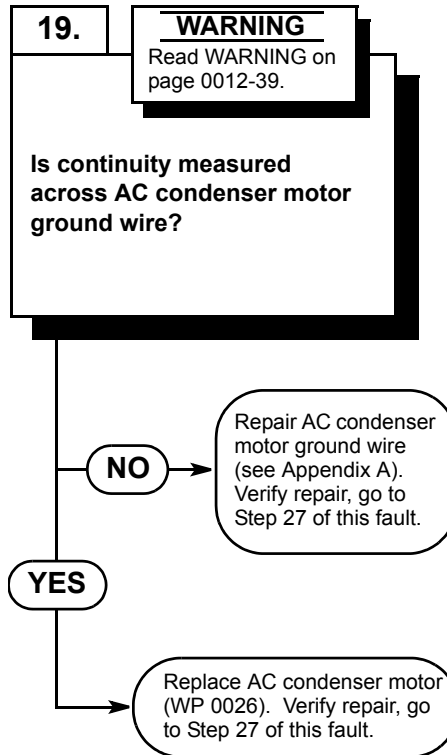 19.
WARNING
Read WARNING on
page 0012-39.
Is continuity measured
across AC condenser motor
ground wire?
Repair AC condenser
motor ground wire
(see Appendix A).
Verify repair, go to
Step 27 of this fault.
NO
YES
Replace AC condenser motor
(WP 0026). Verify repair, go
to Step 27 of this fault.